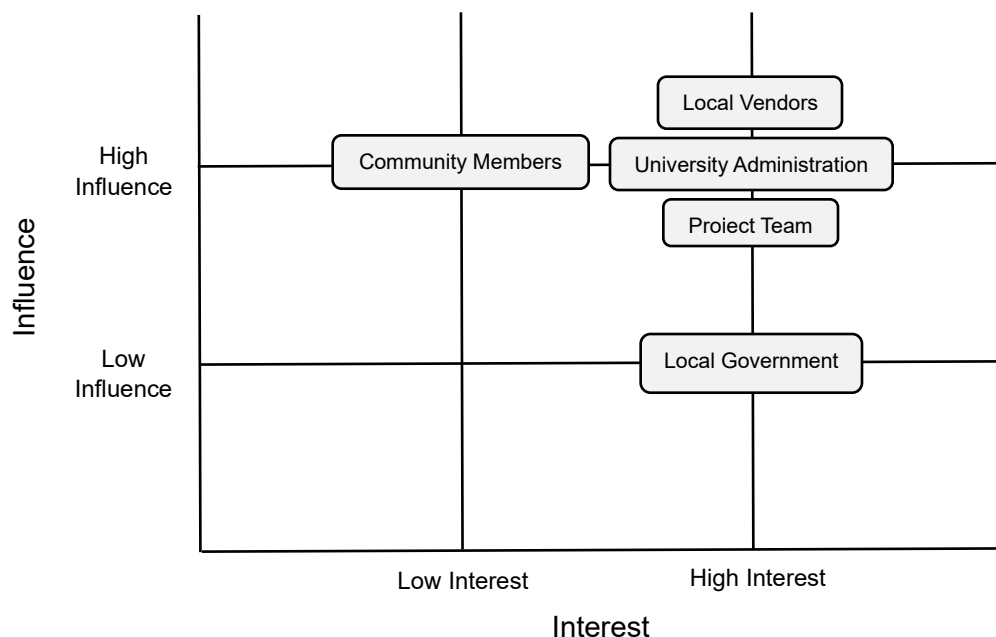 Local Vendors
High
Influence
Community Members
University Administration
Proiect Team
Influence
Low
Influence
Local Government
Low Interest
High Interest
Interest